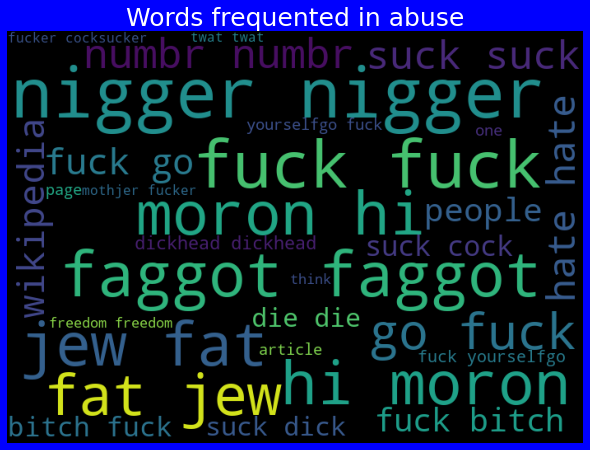 Words frequented in abuse
fucker cocksucker
twat twat
numbr numbr
suck suck
nigger nigger
yourselfgo fuck
one
hate hate
wikipedia
fuck go
fuck fuck
page
mothjer fucker
moron hi
people
dickhead dickhead
suck cock
faggot faggot
think
freedom freedom
die die
go fuck
jew fat
article
fuck yourselfgo
fat jew
hi moron
bitch fuck
suck dick
fuck bitch